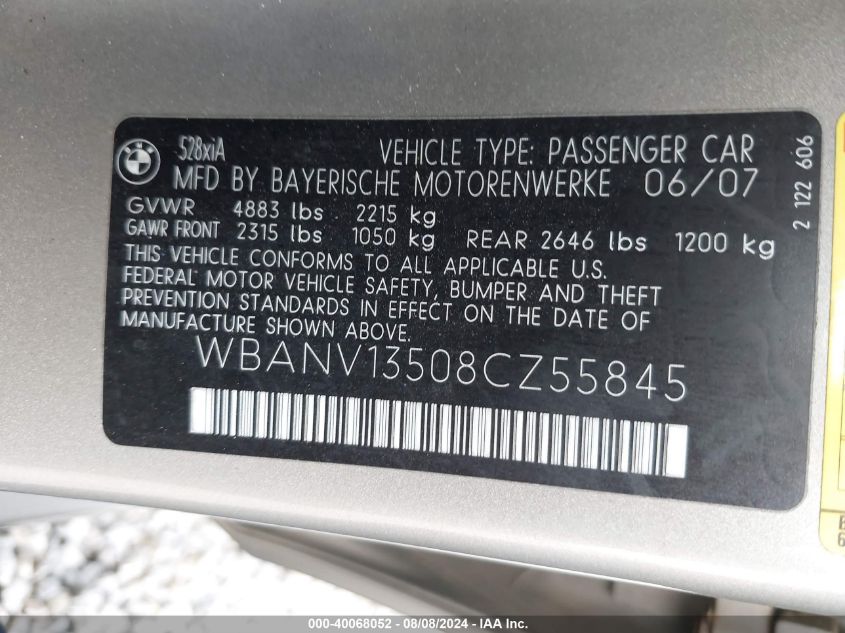 528xiA VEHICLE TYPE: PASSENGER CAR
MFD BY BAYERISCHE MOTORENWERKE 06/07
GVWR 4883 lbs 2215 kg
GAWR FRONT 2315 lbs 1050 kg REAR 2646 lbs 1200 kg
THIS VEHICLE CONFORMS TO ALL APPLICABLE U.S.
FEDERAL MOTOR VEHICLE SAFETY, BUMPER AND THEFT
PREVENTION STANDARDS IN EFFECT ON THE DATE OF
MANUFACTURE SHOWN ABOVE.
WBANV13508CZ55845
2 122 606
000-40068052 - 08/08/2024 - IAA Inc.